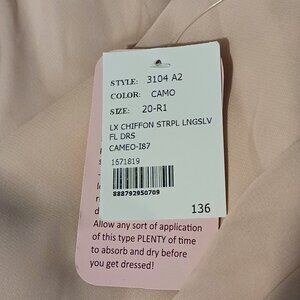 STYLE: 3104 A2
COLOR: CAMO
SIZE: 20-R1
LX CHIFFON STRPL LNGSLV
FL DRS
CAMEO-I87
1671819
888792950709
136
Allow any sort of application
of this type PLENTY of time
to absorb and dry before
you get dressed!